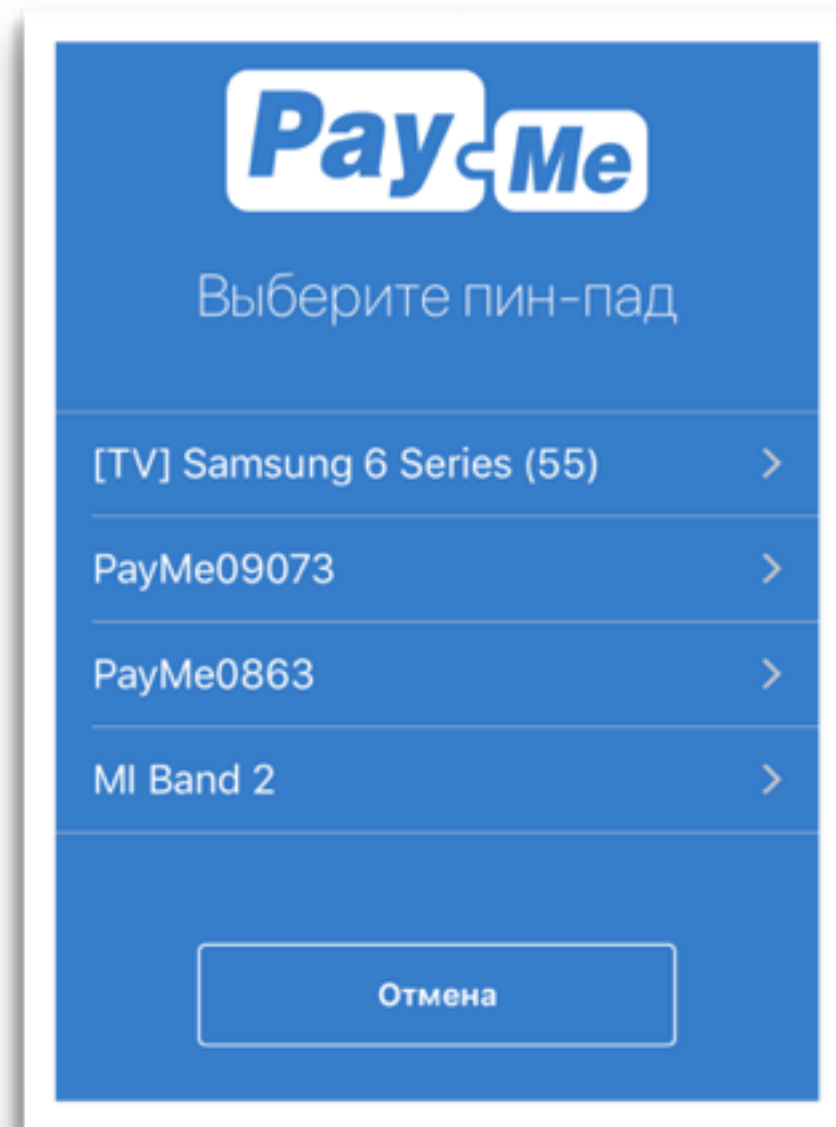 Pay Me
Выберите пин-пад
[TV] Samsung 6 Series (55)
PayMe09073
PayMe0863
MI Band 2
Отмена